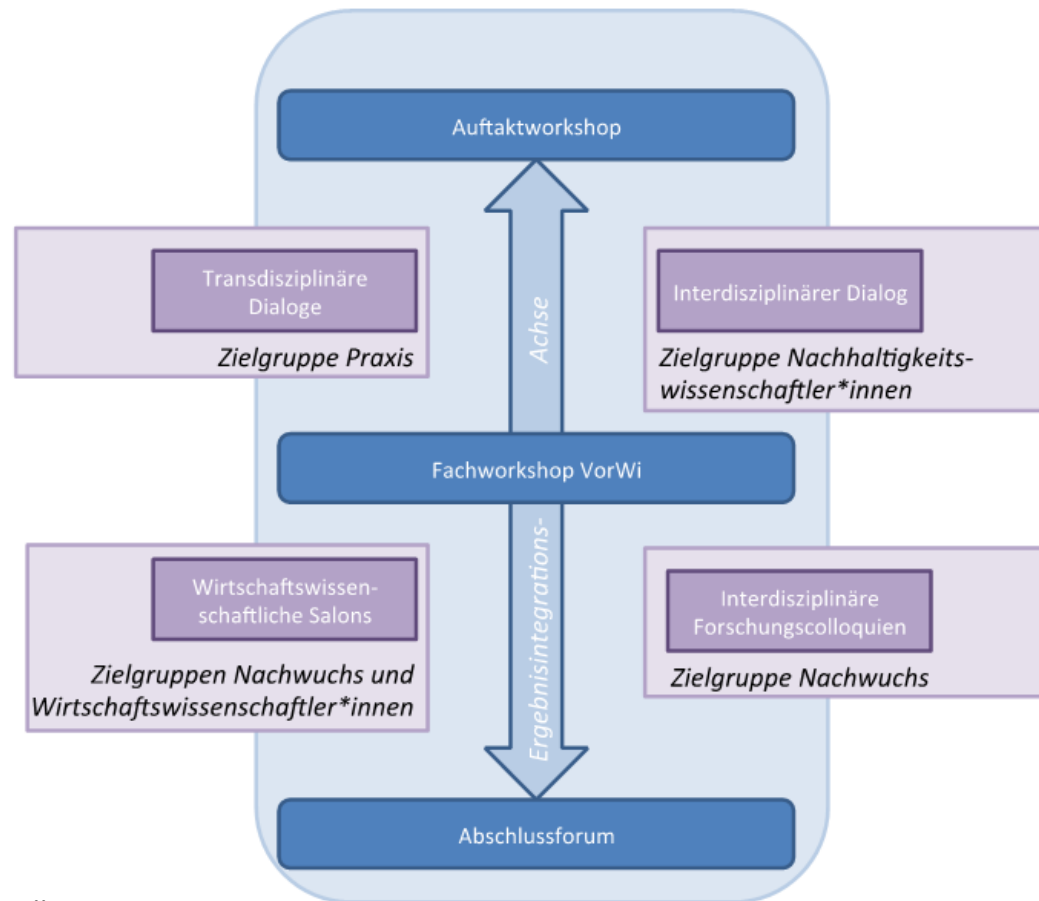 Auftaktworkshop
Transdisziplinäre
Dialoge
Zielgruppe Praxis
Interdisziplinärer Dialog
Zielgruppe Nachhaltigkeits-
wissenschaftler*innen
Achse
Fachworkshop VorWi
Ergebnisintegrations-
Wirtschaftswissen-
schaftliche Salons
Zielgruppen Nachwuchs und
Wirtschaftswissenschaftler*innen
Interdisziplinäre
Forschungscolloquien
Zielgruppe Nachwuchs
Abschlussforum